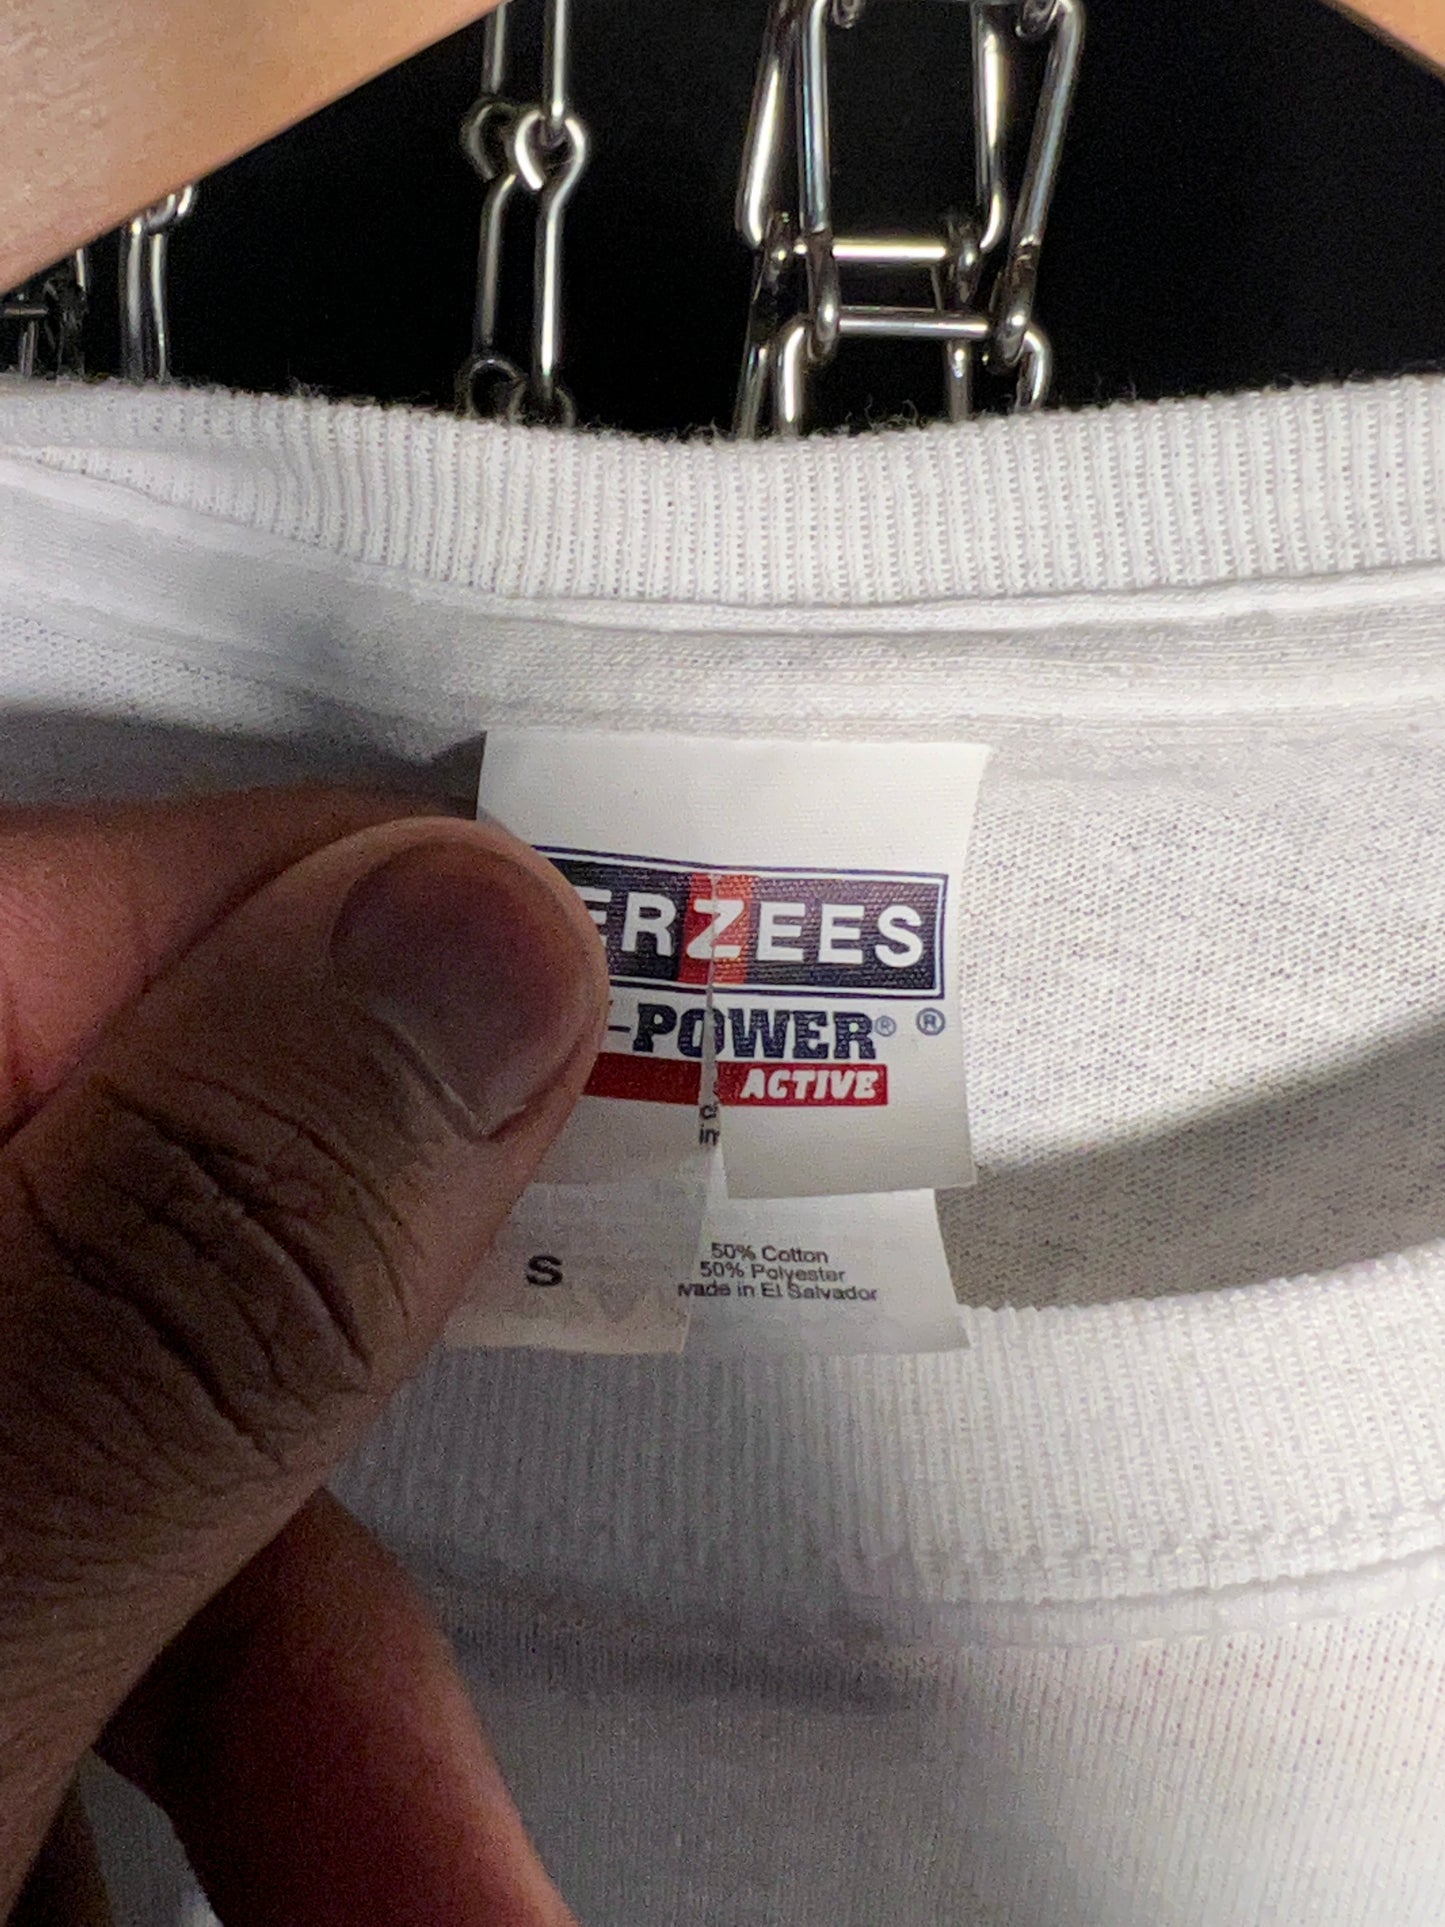 ERZEES
-POWER® ®
ACTIVE
S
50% Cotton
50% Polyester
Made in El Salvador